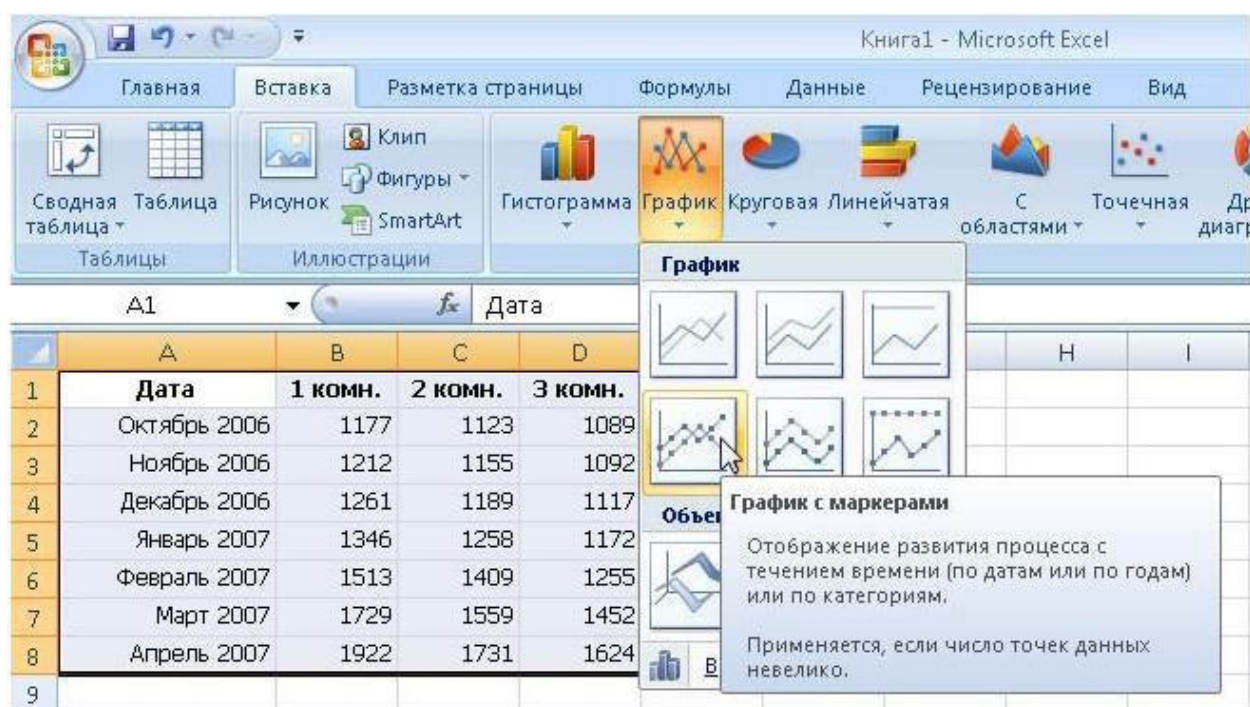 Книга1 - Microsoft Excel
Главная Вставка Разметка страницы Формулы Данные Рецензирование Вид
Клип
Фигуры
SmartArt
Сводная таблица Таблица Рисунок Гистограмма График Круговая Линейчатая С областями Точечная
Таблицы Иллюстрации
График
A1 fx Дата
A B C D H I
1 Дата 1 комн. 2 комн. 3 комн.
2 Октябрь 2006 1177 1123 1089
3 Ноябрь 2006 1212 1155 1092
4 Декабрь 2006 1261 1189 1117
5 Январь 2007 1346 1258 1172
6 Февраль 2007 1513 1409 1255
7 Март 2007 1729 1559 1452
8 Апрель 2007 1922 1731 1624
9
График с маркерами
Отображение развития процесса с
течением времени (по датам или по годам)
или по категориям.
Применяется, если число точек данных
невелико.